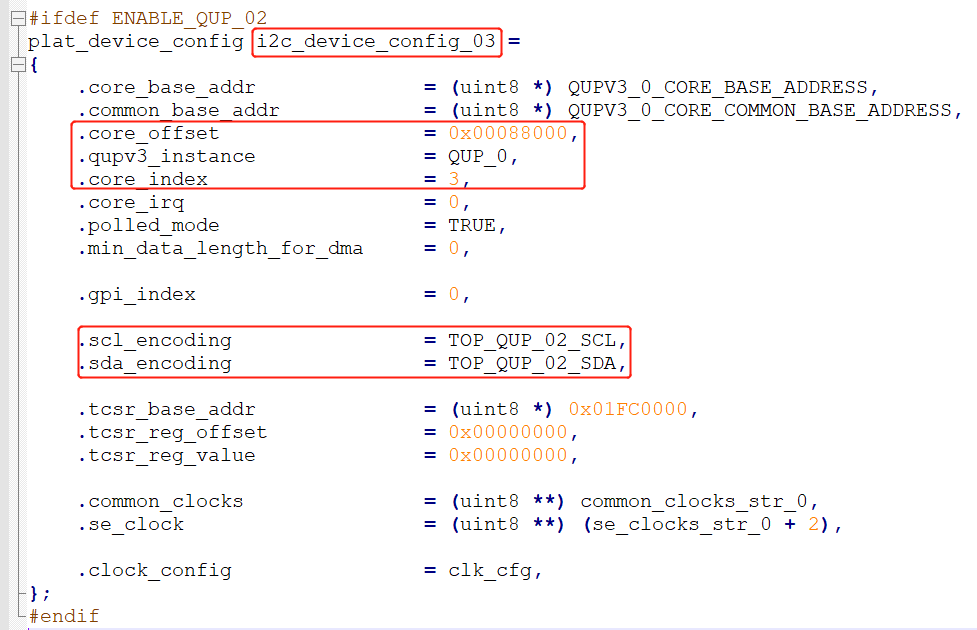 #ifdef ENABLE_QUP_02
plat_device_config i2c_device_config_03 =
{
.core_base_addr = (uint8 *) QUPV3_0_CORE_BASE_ADDRESS,
.common_base_addr = (uint8 *) QUPV3_0_CORE_COMMON_BASE_ADDRESS,
.core_offset = 0x00088000,
.qupv3_instance = QUP_0,
.core_index = 3,
.core_irq = 0,
.polled_mode = TRUE,
.min_data_length_for_dma = 0,
.gpi_index = 0,
.scl_encoding = TOP_QUP_02_SCL,
.sda_encoding = TOP_QUP_02_SDA,
.tcsr_base_addr = (uint8 *) 0x01FC0000,
.tcsr_reg_offset = 0x00000000,
.tcsr_reg_value = 0x00000000,
.common_clocks = (uint8 **) common_clocks_str_0,
.se_clock = (uint8 **) (se_clocks_str_0 + 2),
.clock_config = clk_cfg,
};
#endif